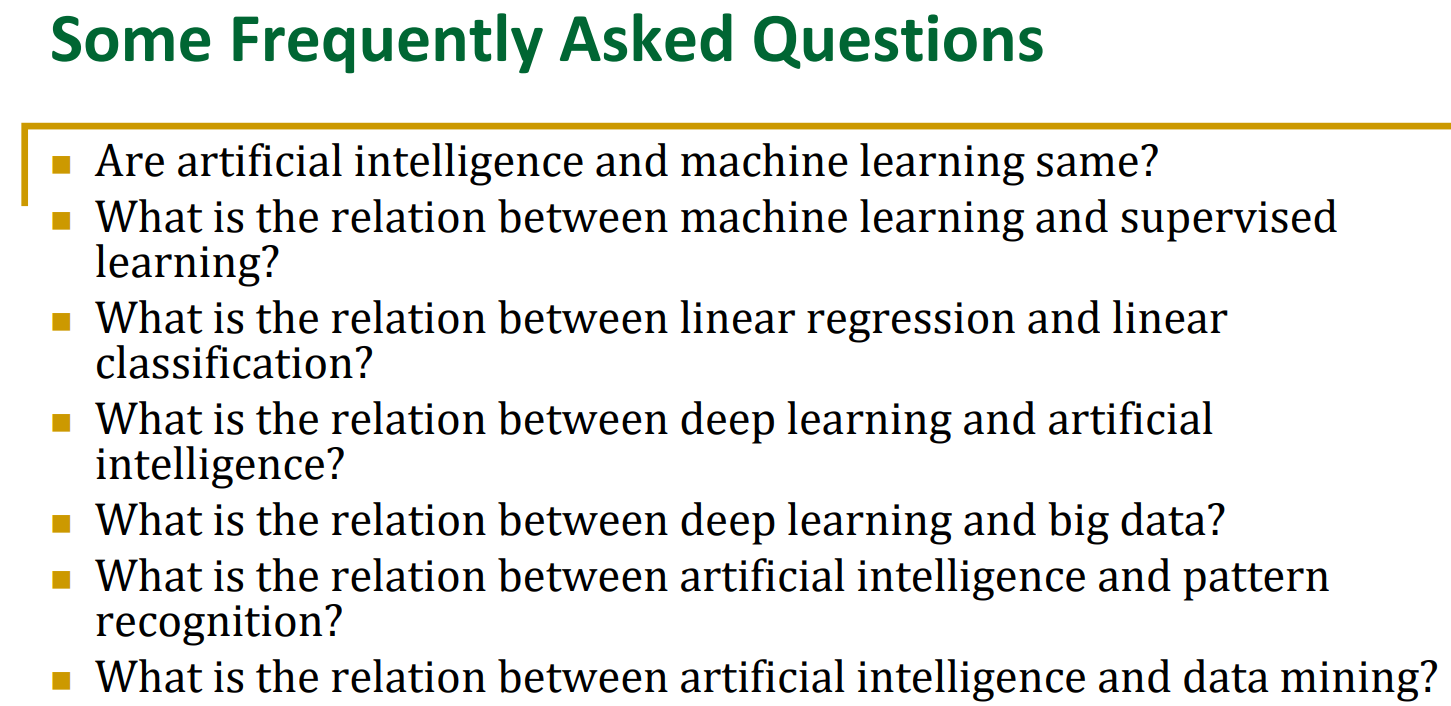 Some Frequently Asked Questions
Are artificial intelligence and machine learning same?
What is the relation between machine learning and supervised
learning?
What is the relation between linear regression and linear
classification?
What is the relation between deep learning and artificial
intelligence?
What is the relation between deep learning and big data?
What is the relation between artificial intelligence and pattern
recognition?
What is the relation between artificial intelligence and data mining?